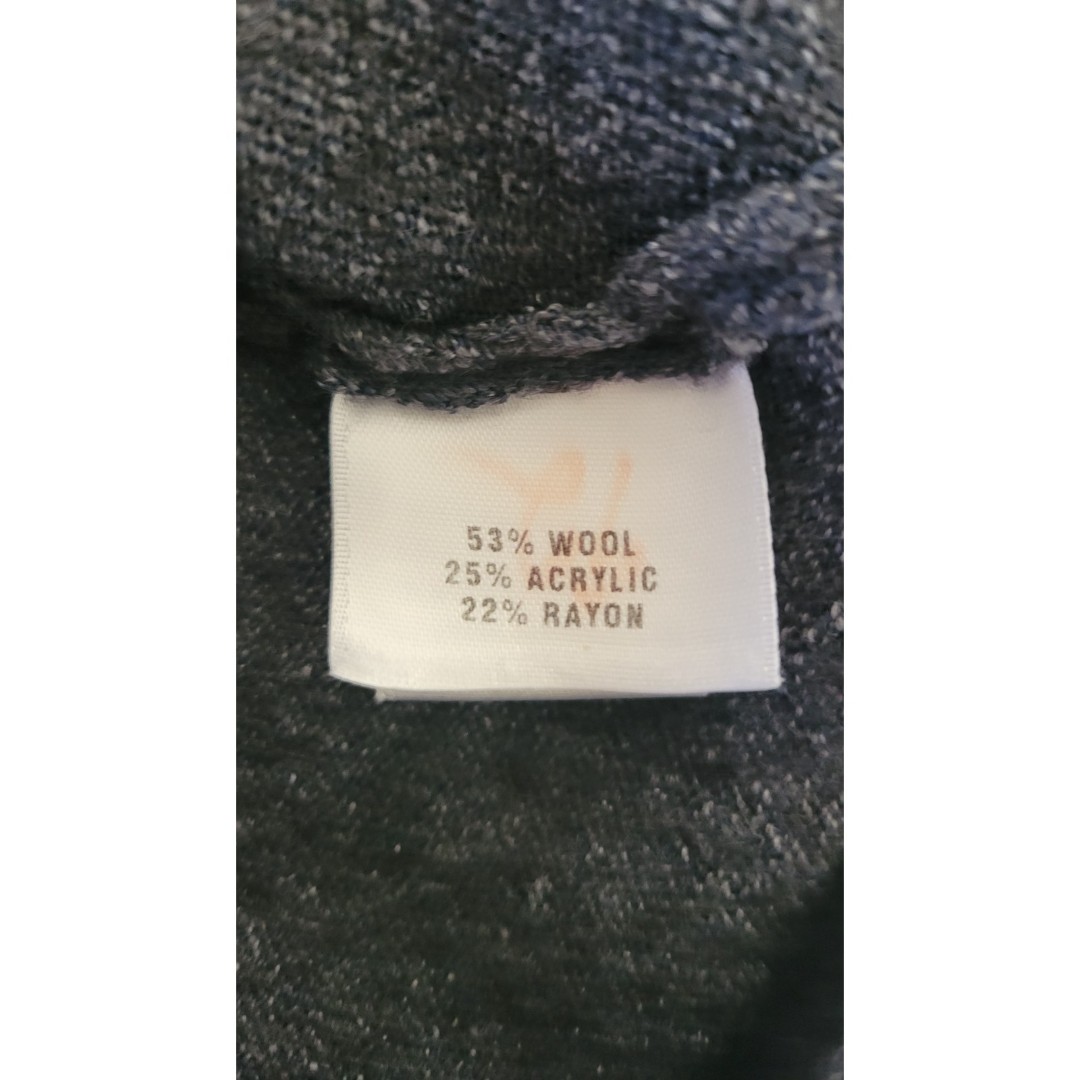 53% WOOL
25% ACRYLIC
22% RAYON